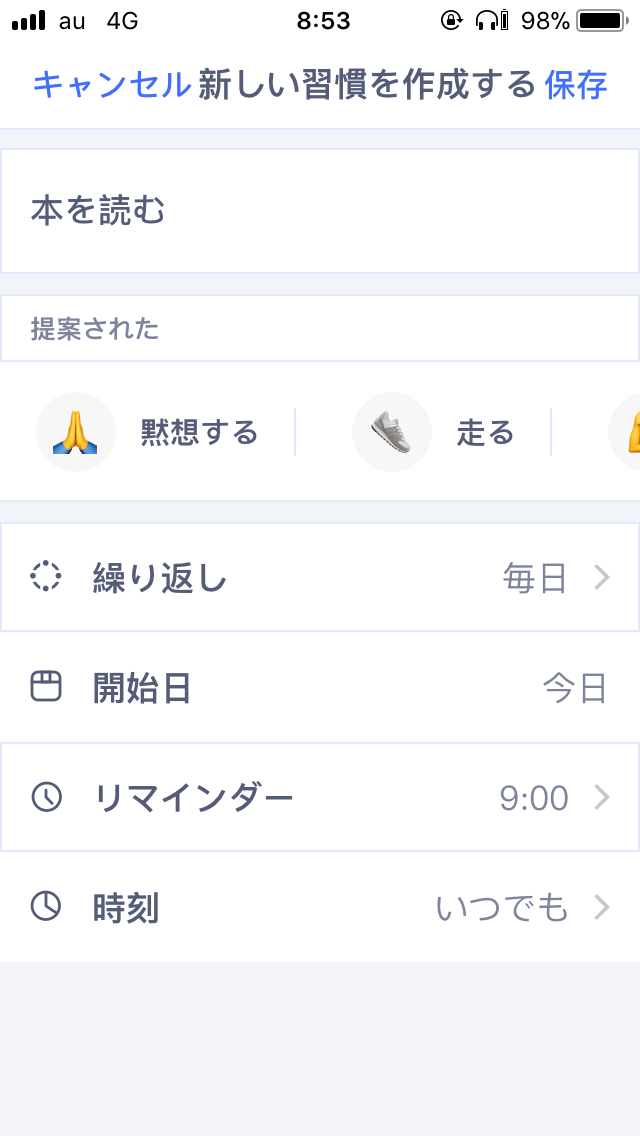 au 4G 8:53 98%
キャンセル 新しい習慣を作成する 保存
本を読む
提案された
黙想する 走る
繰り返し 毎日
開始日 今日
リマインダー 9:00
時刻 いつでも